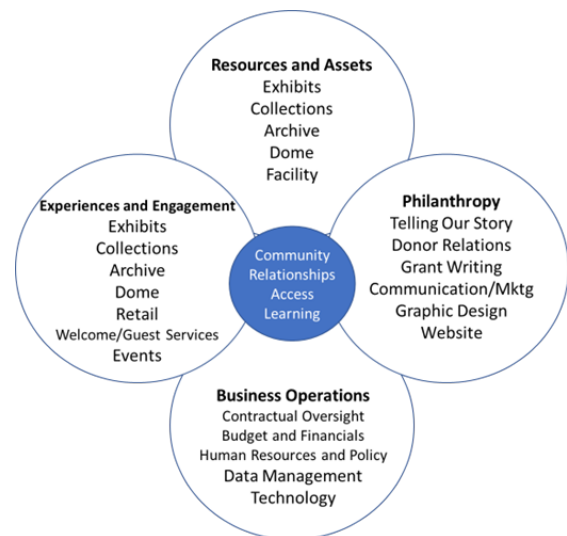 Resources and Assets
Exhibits
Collections
Archive
Dome
Facility
Experiences and Engagement
Exhibits
Collections
Archive
Dome
Retail
Welcome/Guest Services
Events
Community
Relationships
Access
Learning
Philanthropy
Telling Our Story
Donor Relations
Grant Writing
Communication/Mktg
Graphic Design
Website
Business Operations
Contractual Oversight
Budget and Financials
Human Resources and Policy
Data Management
Technology